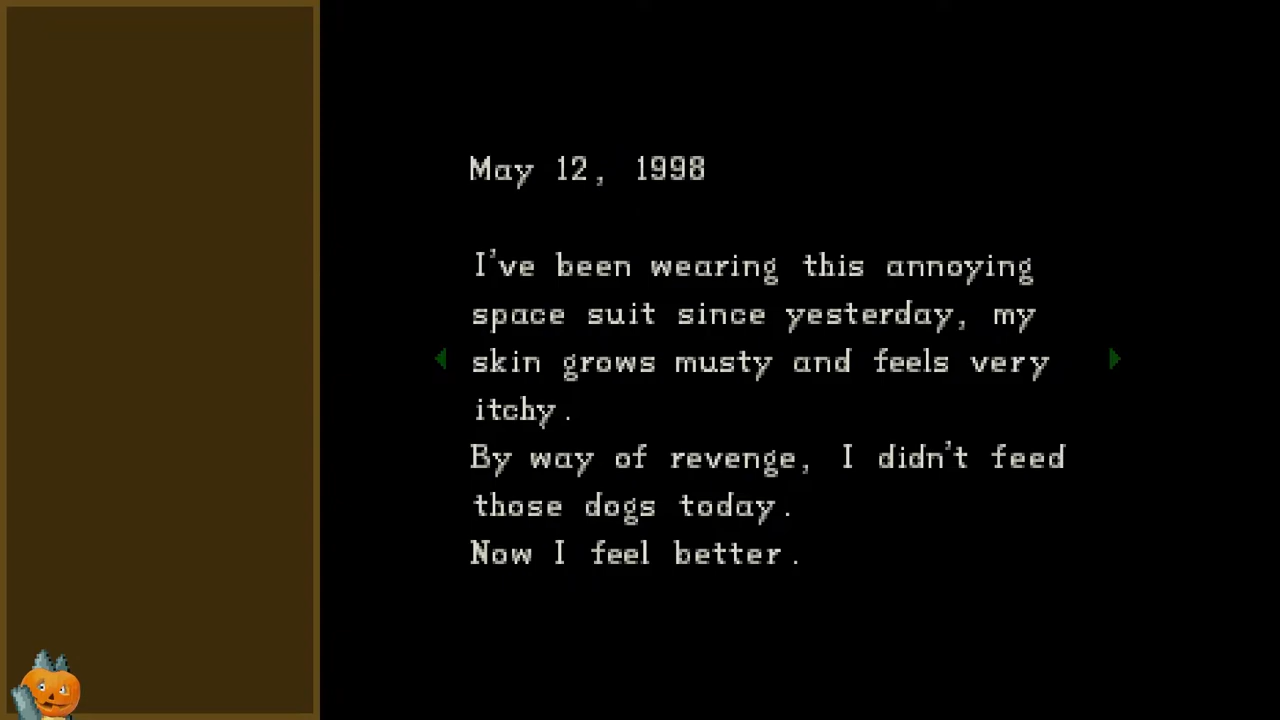 May 12, 1998
I've been wearing this annoying
space suit since yesterday, my
skin grows musty and feels very
itchy.
By way of revenge, I didn't feed
those dogs today.
Now I feel better.